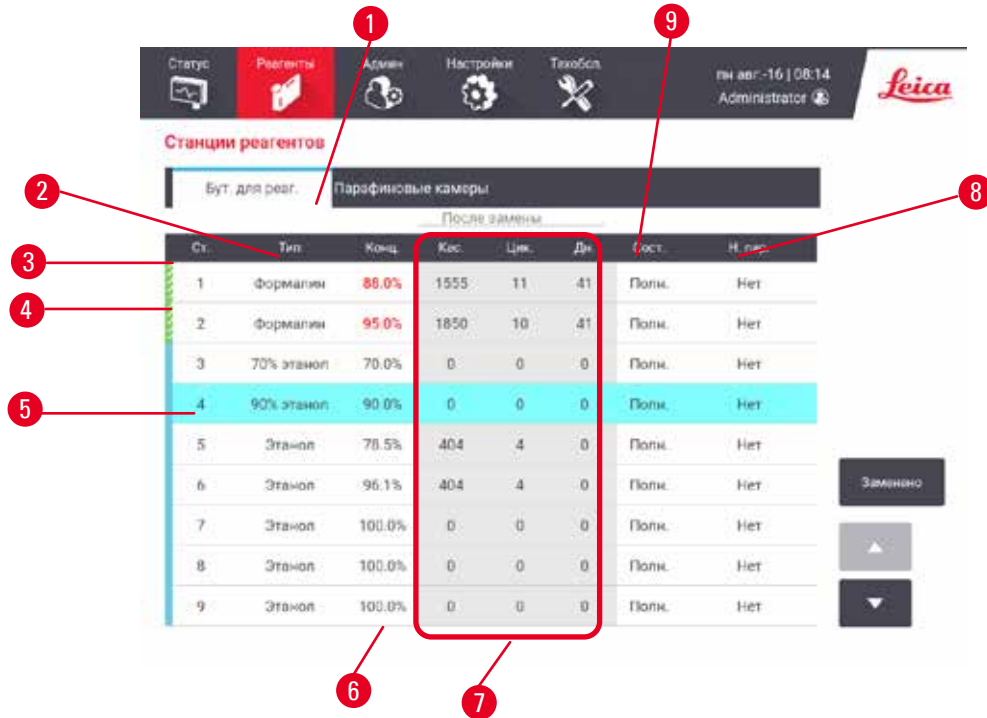 1
9
Статус Реагенты Админ Настройки Техобсл. пн авг.-16 | 08:14
Administrator
Leica
Станции реагентов
Бут. для реаг. Парафиновые камеры
После замены
2
8
Ст. Тип Конц. Кас. Цик. Дн. Сост. Н. пар.
3
1 Формалин 88.0% 1555 11 41 Полн. Нет
4
2 Формалин 95.0% 1850 10 41 Полн. Нет
3 70% этанол 70.0% 0 0 0 Полн. Нет
5
4 90% этанол 90.0% 0 0 0 Полн. Нет
5 Этанол 78.5% 404 4 0 Полн. Нет
6 Этанол 96.1% 404 4 0 Полн. Нет
Заменено
7 Этанол 100.0% 0 0 0 Полн. Нет
8 Этанол 100.0% 0 0 0 Полн. Нет
9 Этанол 100.0% 0 0 0 Полн. Нет
6
7